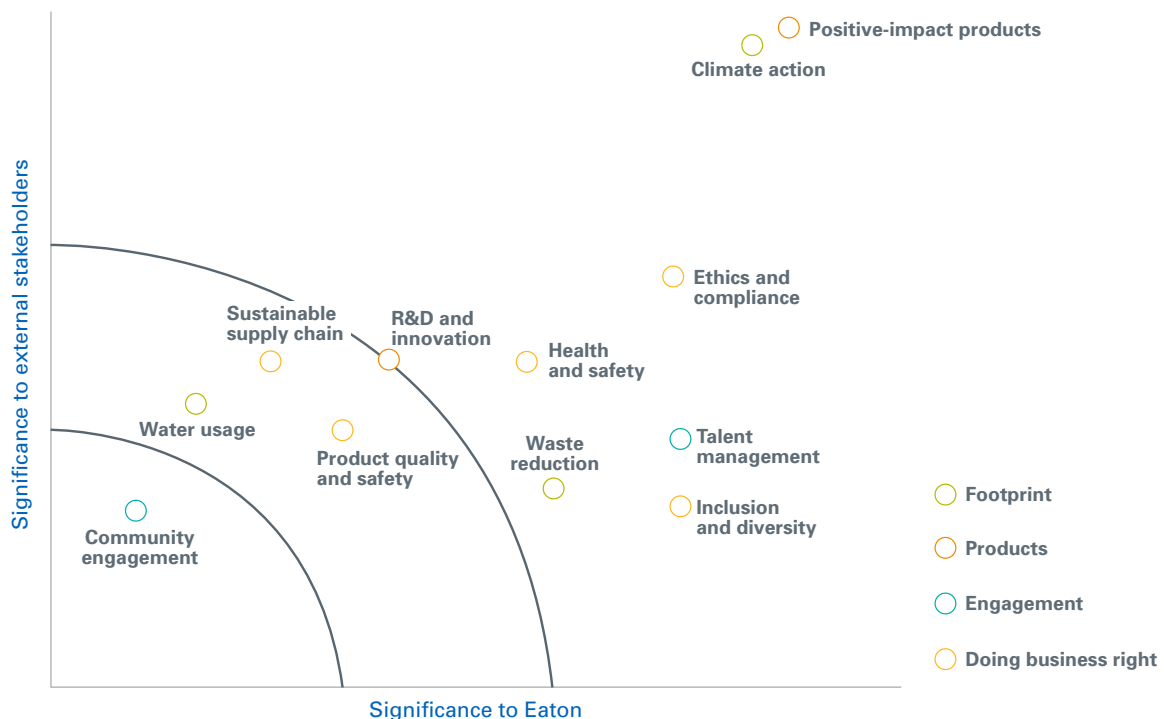 Positive-impact products
Climate action
Significance to external stakeholders
Ethics and
compliance
Sustainable
supply chain
R&D and
innovation
Health
and safety
Water usage
Product quality
and safety
Waste
reduction
Talent
management
Inclusion
and diversity
Community
engagement
Footprint
Products
Engagement
Doing business right
Significance to Eaton